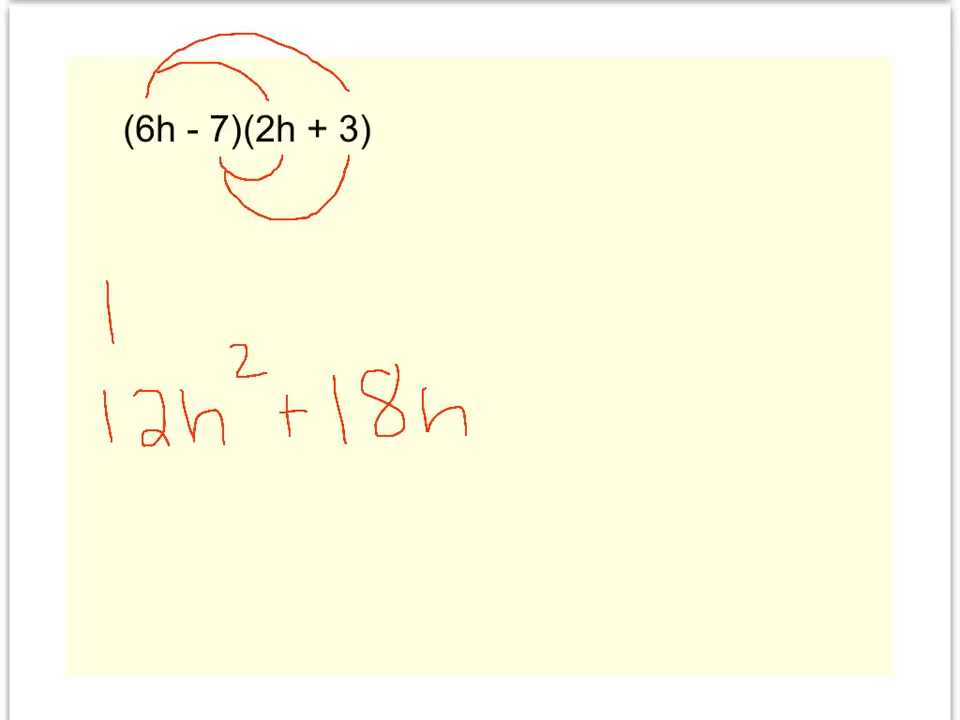 (6h - 7)(2h + 3)
1
12h² + 18h